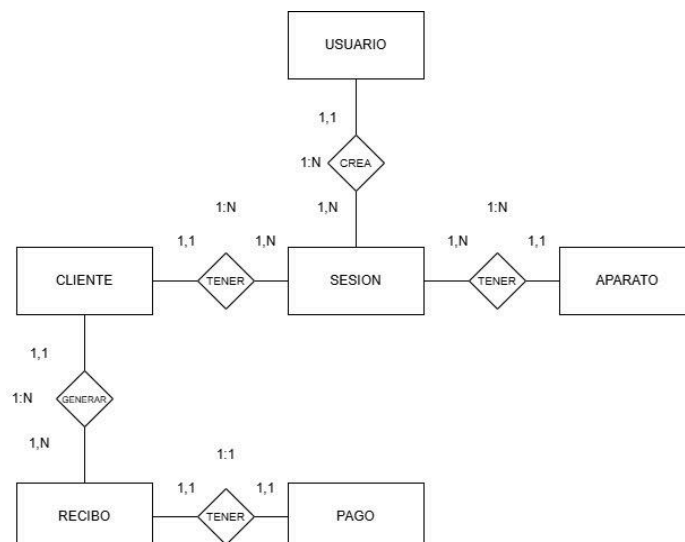 USUARIO
1,1
1:N
CREA
1,N
1:N
1:N
1,1
1,N
1,N
1,1
CLIENTE
TENER
SESION
TENER
APARATO
1,1
1:N
GENERAR
1,N
1:1
1,1
1,1
RECIBO
TENER
PAGO